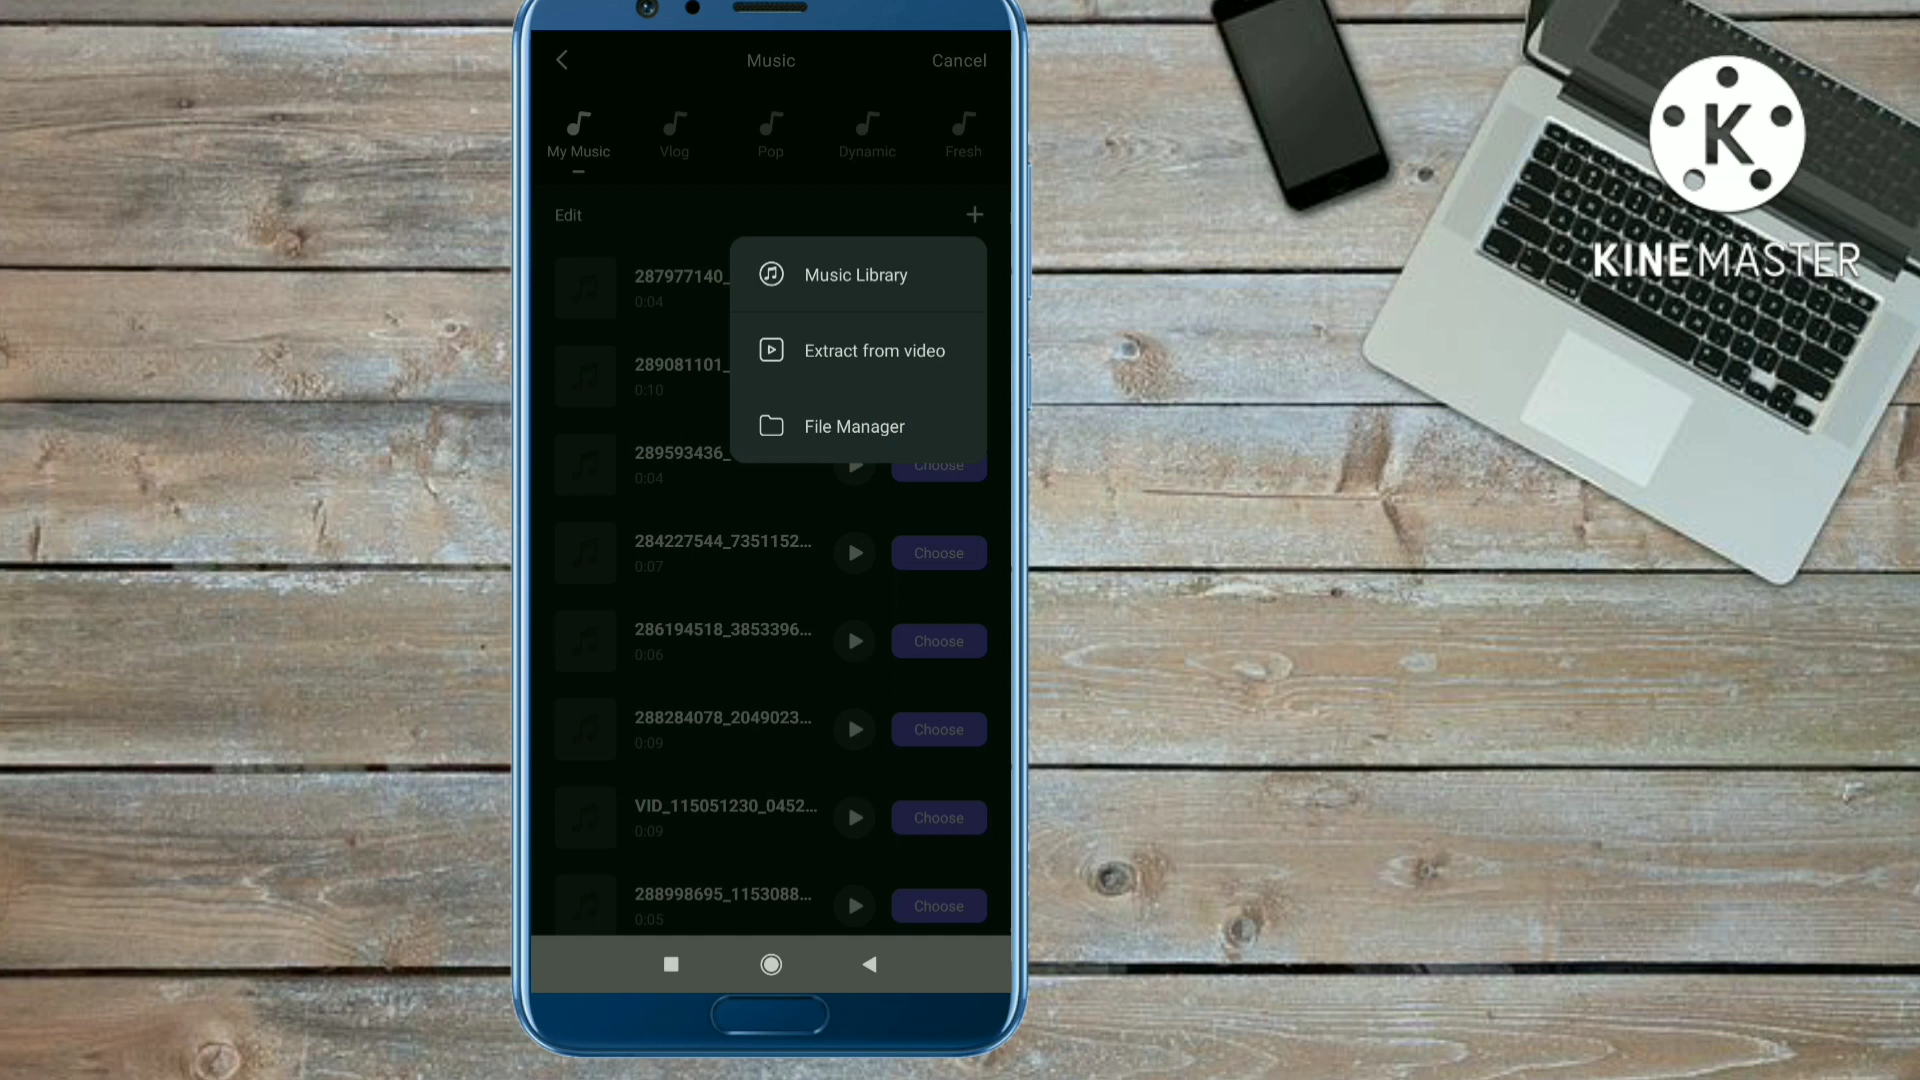 Music
Cancel
My Music
Vlog
Pop
Dynamic
Fresh
Edit
Music Library
Extract from video
File Manager
287977140_
0:04
289081101_
0:10
289593436_
0:04
Choose
284227544_7351152...
0:07
Choose
286194518_3853396...
0:06
Choose
288284078_2049023...
0:09
Choose
VID_115051230_0452...
0:09
Choose
288998695_1153088...
0:05
Choose
K
KINEMASTER